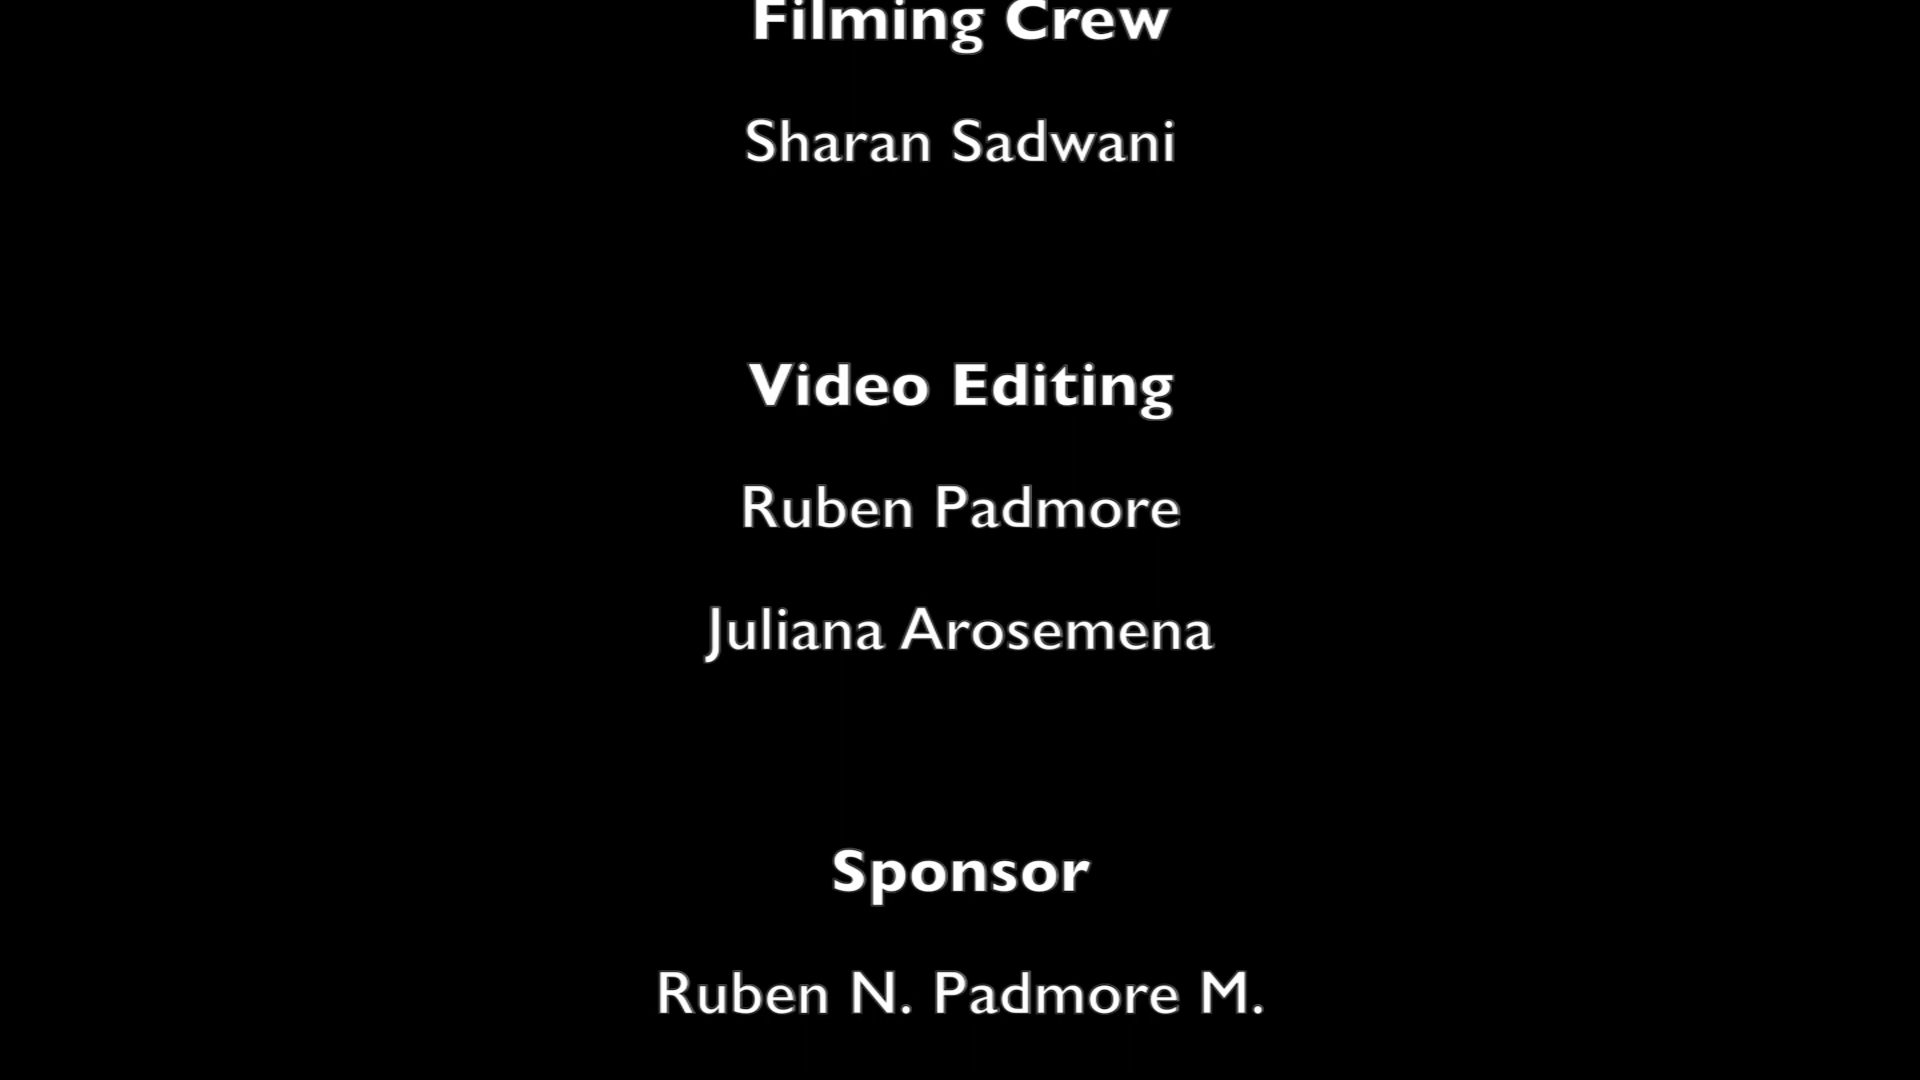 Filming Crew
Sharan Sadwani
Video Editing
Ruben Padmore
Juliana Arosemena
Sponsor
Ruben N. Padmore M.